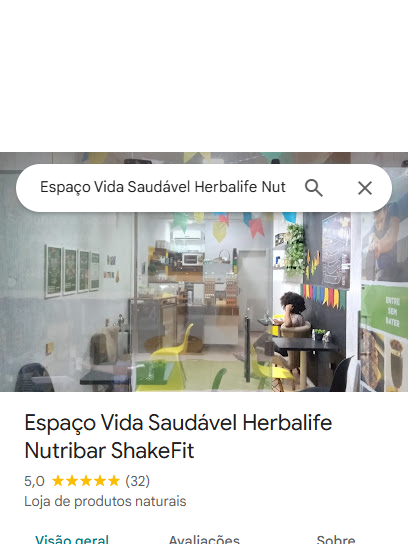 Espaço Vida Saudável Herbalife Nut
ENTRE
SEM
BATER
Espaço Vida Saudável Herbalife
Nutribar ShakeFit
5,0 ★★★★★ (32)
Loja de produtos naturais
Visão geral
Avaliações
Sobre